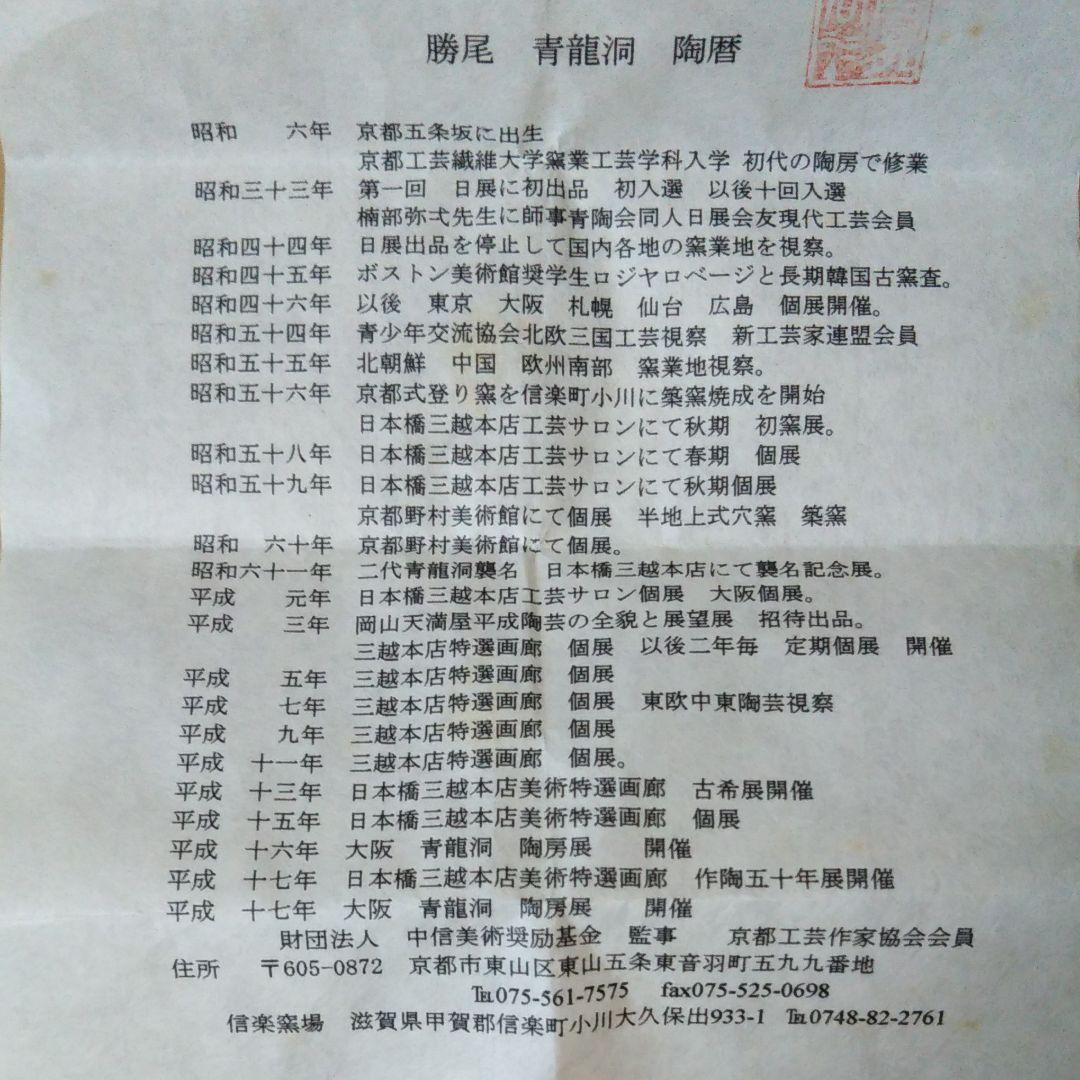 勝尾 青龍洞 陶暦
昭和 六年 京都五条坂に出生
京都工芸繊維大学窯業工芸学科入学 初代の陶房で修業
昭和三十三年 第一回 日展に初出品 初入選 以後十回入選
楠部弥弌先生に師事青陶会同人日展会友現代工芸会員
昭和四十四年 日展出品を停止して国内各地の窯業地を視察。
昭和四十五年 ボストン美術館奨学生ロジヤロベージと長期韓国古窯査。
昭和四十六年 以後 東京 大阪 札幌 仙台 広島 個展開催。
昭和五十四年 青少年交流協会北欧三国工芸視察 新工芸家連盟会員
昭和五十五年 北朝鮮 中国 欧州南部 窯業地視察。
昭和五十六年 京都式登り窯を信楽町小川に築窯焼成を開始
日本橋三越本店工芸サロンにて秋期 初窯展。
昭和五十八年 日本橋三越本店工芸サロンにて春期 個展
昭和五十九年 日本橋三越本店工芸サロンにて秋期個展
京都野村美術館にて個展 半地上式穴窯 築窯
昭和 六十年 京都野村美術館にて個展。
昭和六十一年 二代青龍洞襲名 日本橋三越本店にて襲名記念展。
平成 元年 日本橋三越本店工芸サロン個展 大阪個展。
平成 三年 岡山天満屋平成陶芸の全貌と展望展 招待出品。
三越本店特選画廊 個展 以後二年毎 定期個展 開催
平成 五年 三越本店特選画廊 個展
平成 七年 三越本店特選画廊 個展 東欧中東陶芸視察
平成 九年 三越本店特選画廊 個展
平成 十一年 三越本店特選画廊 個展。
平成 十三年 日本橋三越本店美術特選画廊 古希展開催
平成 十五年 日本橋三越本店美術特選画廊 個展
平成 十六年 大阪 青龍洞 陶房展 開催
平成 十七年 日本橋三越本店美術特選画廊 作陶五十年展開催
平成 十七年 大阪 青龍洞 陶房展 開催
財団法人 中信美術奨励基金 監事 京都工芸作家協会会員
住所 〒605-0872 京都市東山区東山五条東音羽町五九九番地
℡075-561-7575 fax075-525-0698
信楽窯場 滋賀県甲賀郡信楽町小川大久保出933-1 ℡0748-82-2761